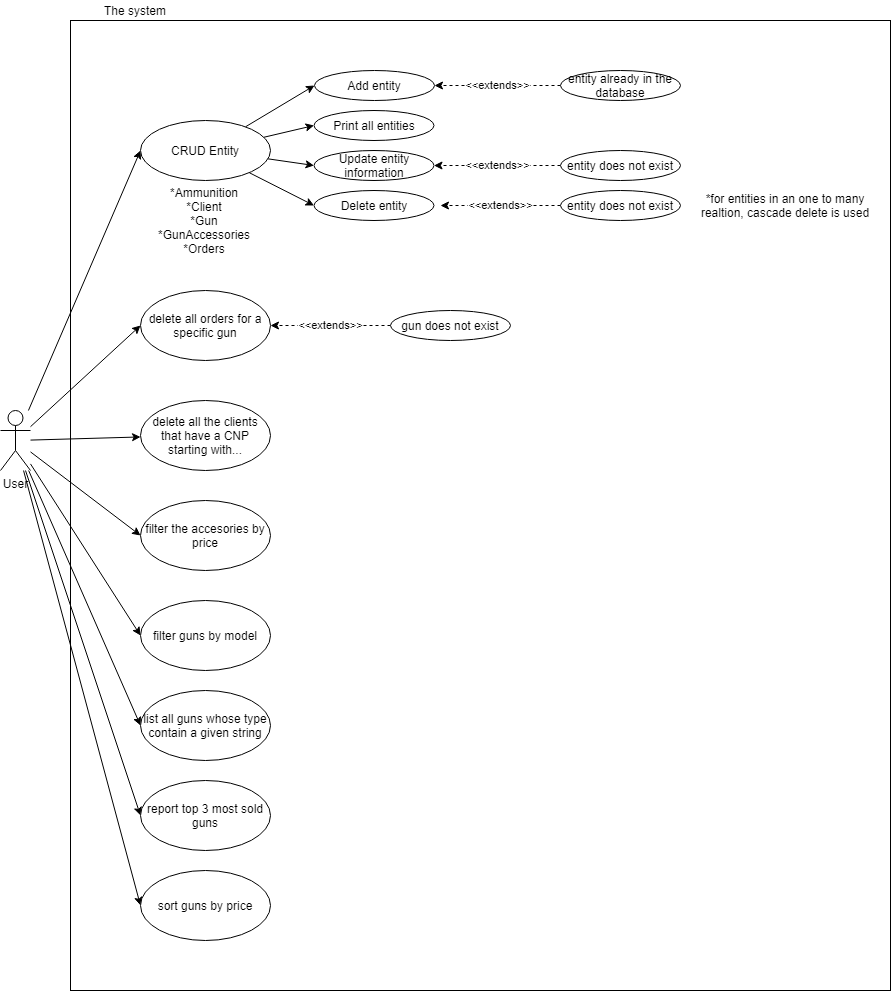 The system
Add entity
<<extends>>
entity already in the
database
Print all entities
CRUD Entity
Update entity
information
<<extends>>
entity does not exist
Delete entity
<<extends>>
entity does not exist
*for entities in an one to many
realtion, cascade delete is used
*Ammunition
*Client
*Gun
*GunAccessories
*Orders
delete all orders for a
specific gun
<<extends>>
gun does not exist
delete all the clients
that have a CNP
starting with...
User
filter the accesories by
price
filter guns by model
list all guns whose type
contain a given string
report top 3 most sold
guns
sort guns by price